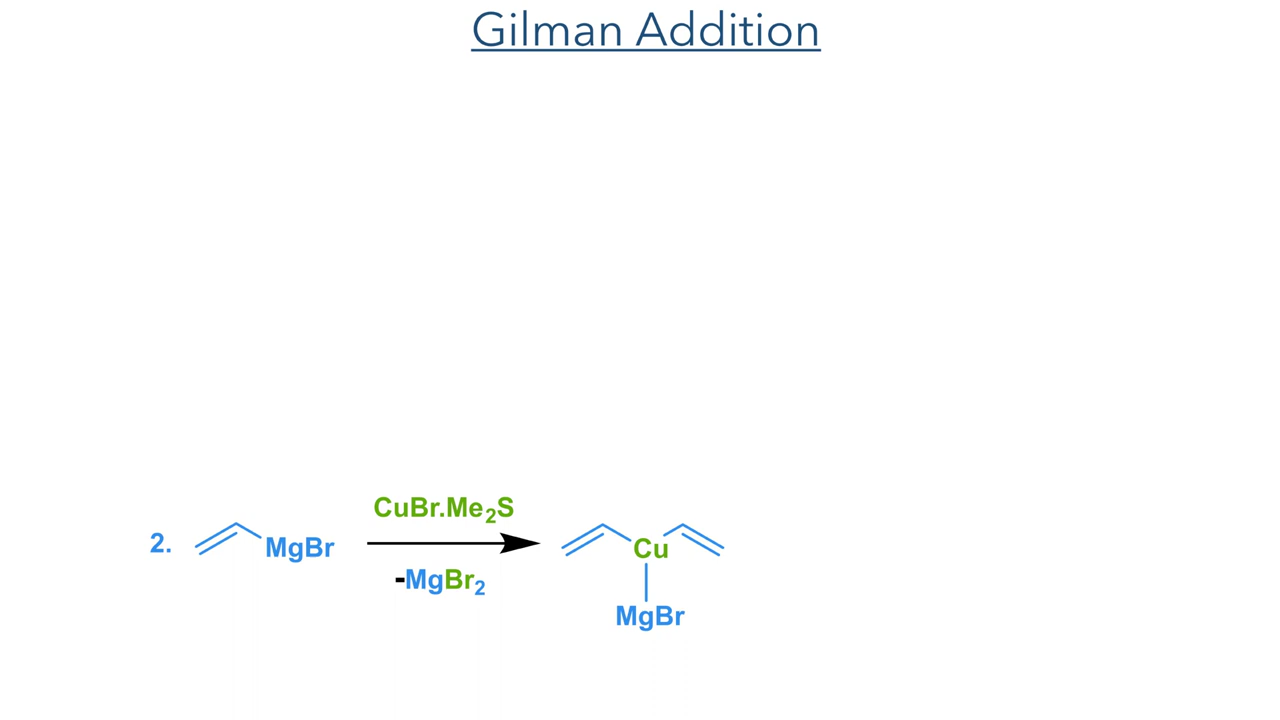 Gilman Addition
CuBr.Me₂S
2. MgBr
-MgBr₂
Cu
MgBr